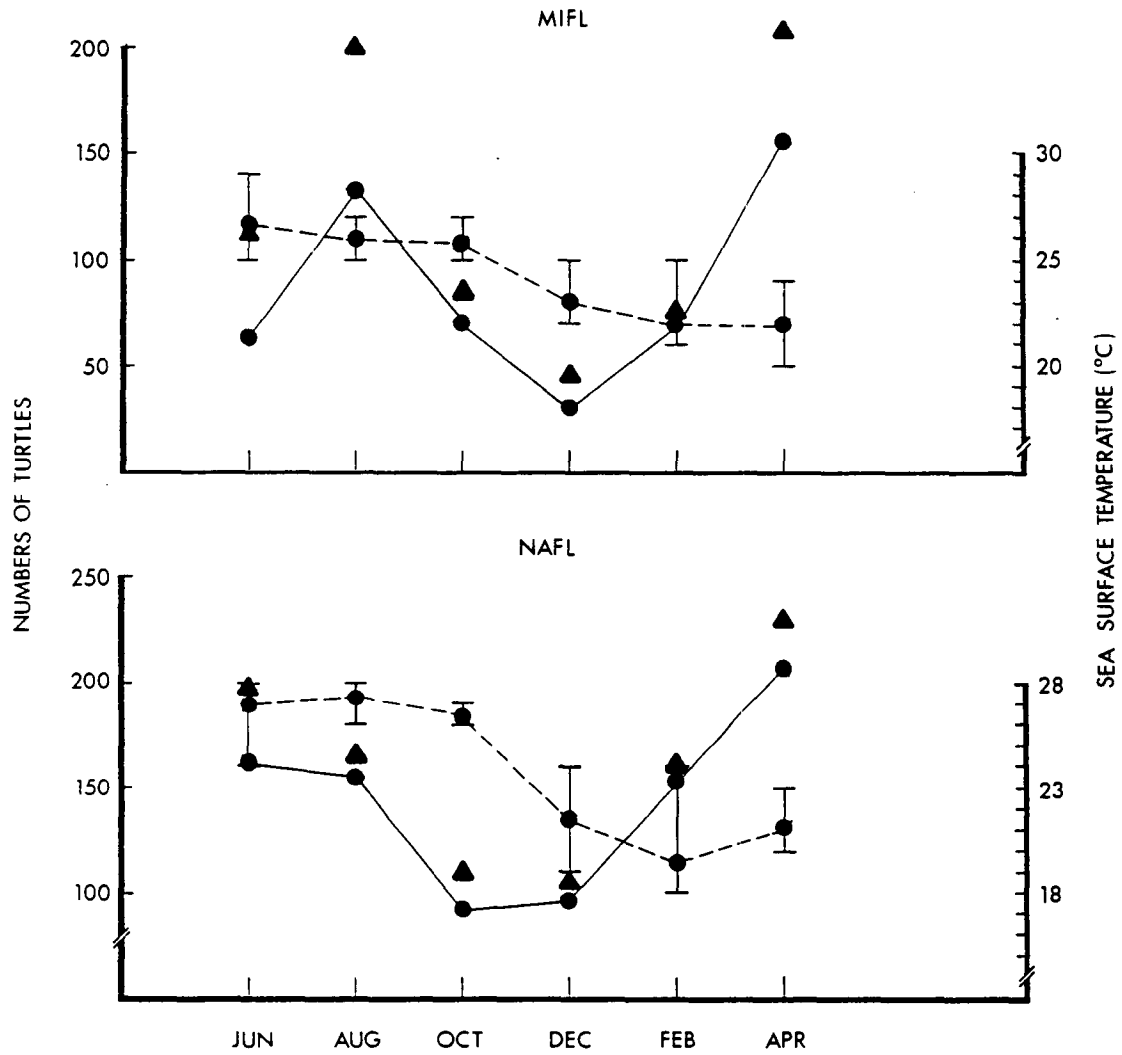 MIFL
200
150
100
50
30
25
20
NUMBERS OF TURTLES
SEA SURFACE TEMPERATURE (°C)
NAFL
250
200
150
100
28
23
18
JUN AUG OCT DEC FEB APR